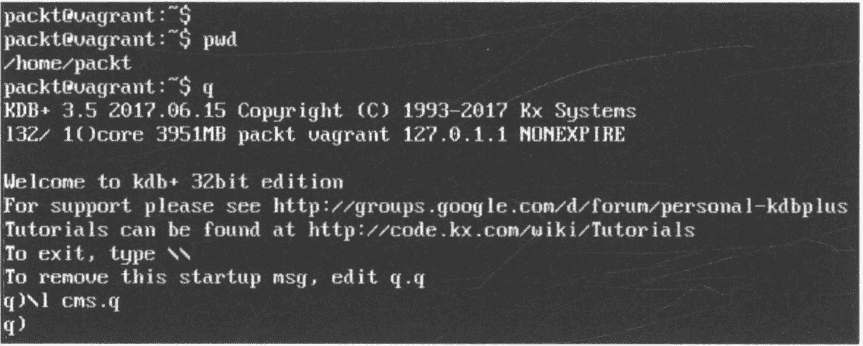 packt@vagrant:~$
packt@vagrant:~$ pwd
/home/packt
packt@vagrant:~$ q
KDB+ 3.5 2017.06.15 Copyright (C) 1993-2017 Kx Systems
l32/ 1()core 3951MB packt vagrant 127.0.1.1 NONEXPIRE
Welcome to kdb+ 32bit edition
For support please see http://groups.google.com/d/forum/personal-kdbplus
Tutorials can be found at http://code.kx.com/wiki/Tutorials
To exit, type \\
To remove this startup msg, edit q.q
q)\l cms.q
q)